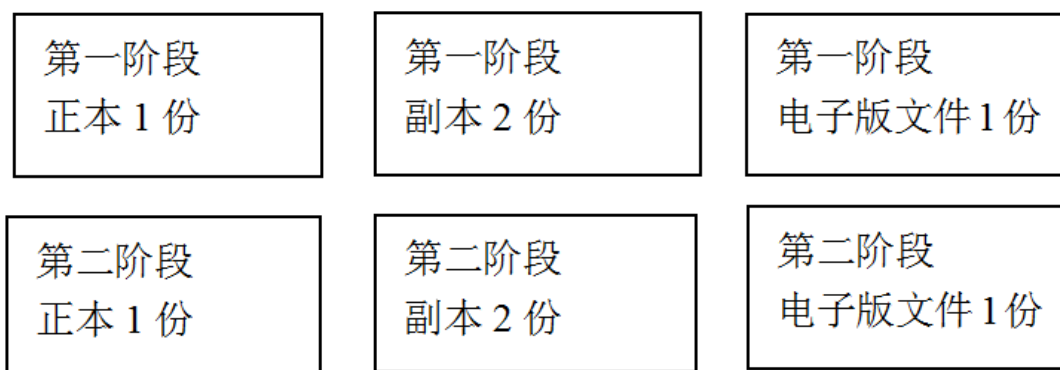 第一阶段
正本 1 份
第一阶段
副本 2 份
第一阶段
电子版文件 1 份
第二阶段
正本 1 份
第二阶段
副本 2 份
第二阶段
电子版文件 1 份